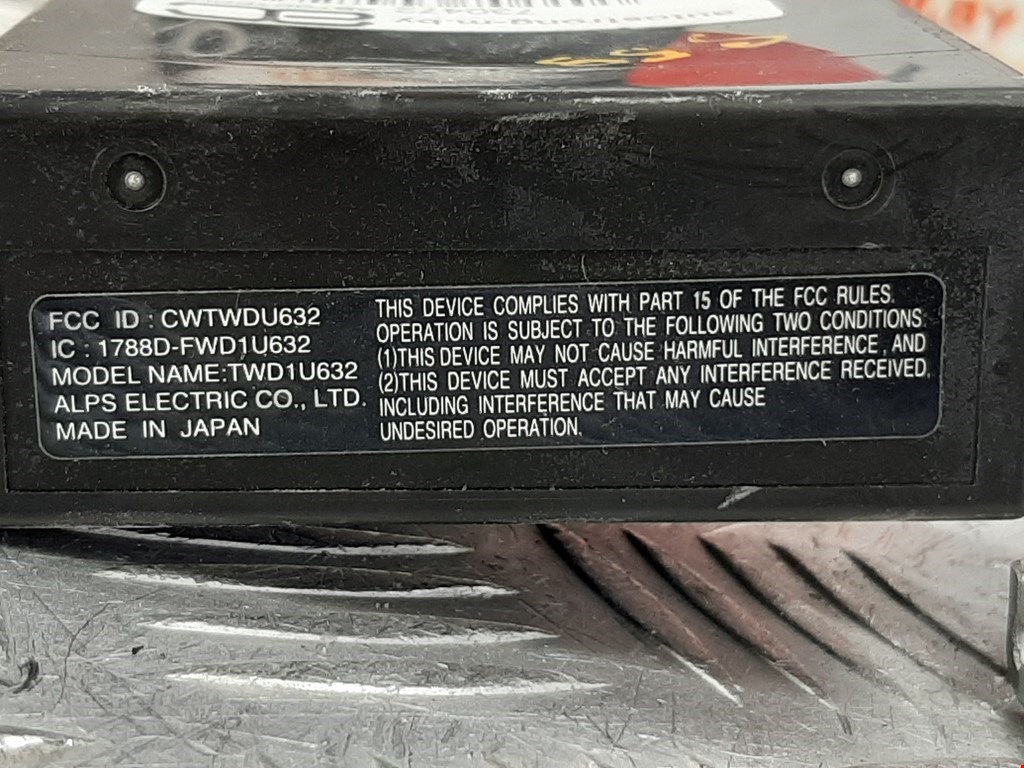 autostrong-m.by
FCC ID : CWTWDU632
IC : 1788D-FWD1U632
MODEL NAME:TWD1U632
ALPS ELECTRIC CO., LTD.
MADE IN JAPAN
THIS DEVICE COMPLIES WITH PART 15 OF THE FCC RULES.
OPERATION IS SUBJECT TO THE FOLLOWING TWO CONDITIONS:
(1)THIS DEVICE MAY NOT CAUSE HARMFUL INTERFERENCE, AND
(2)THIS DEVICE MUST ACCEPT ANY INTERFERENCE RECEIVED,
INCLUDING INTERFERENCE THAT MAY CAUSE
UNDESIRED OPERATION.